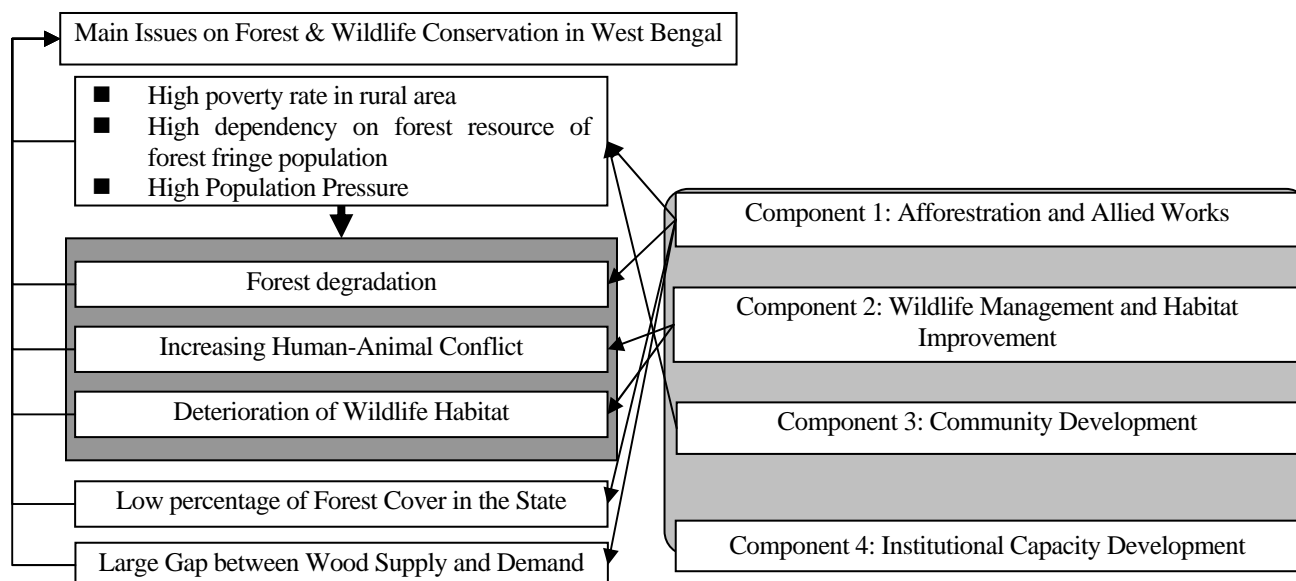 Main Issues on Forest & Wildlife Conservation in West Bengal
■ High poverty rate in rural area
■ High dependency on forest resource of
forest fringe population
■ High Population Pressure
Forest degradation
Increasing Human-Animal Conflict
Deterioration of Wildlife Habitat
Low percentage of Forest Cover in the State
Large Gap between Wood Supply and Demand
Component 1: Afforestration and Allied Works
Component 2: Wildlife Management and Habitat
Improvement
Component 3: Community Development
Component 4: Institutional Capacity Development